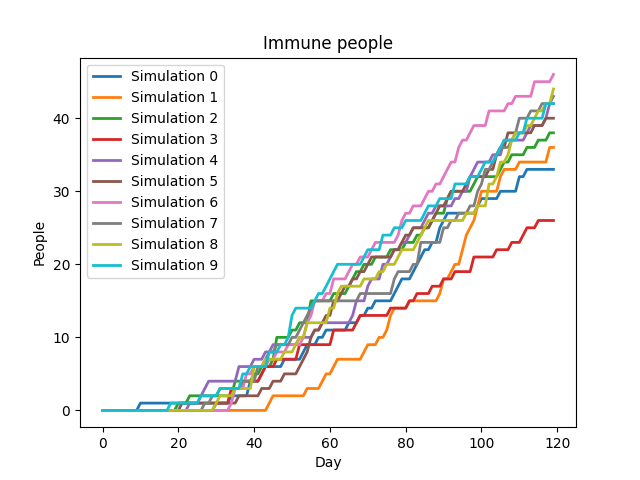 Immune people
Simulation 0
Simulation 1
Simulation 2
Simulation 3
Simulation 4
Simulation 5
Simulation 6
Simulation 7
Simulation 8
Simulation 9
People
40
30
20
10
0
0 20 40 60 80 100 120
Day